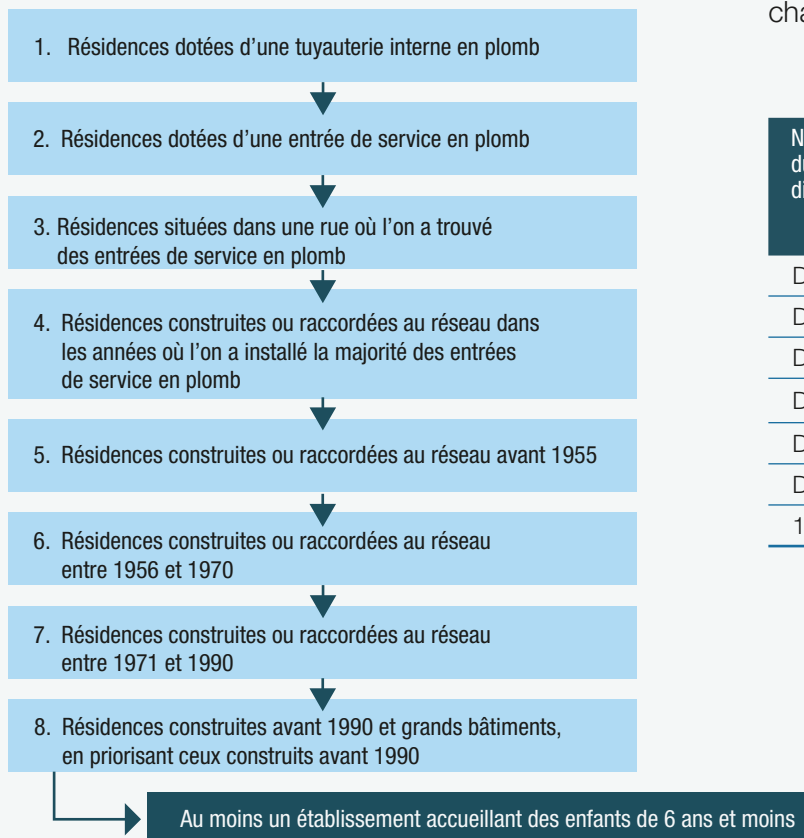 1. Résidences dotées d’une tuyauterie interne en plomb
2. Résidences dotées d’une entrée de service en plomb
3. Résidences situées dans une rue où l’on a trouvé
des entrées de service en plomb
4. Résidences construites ou raccordées au réseau dans
les années où l’on a installé la majorité des entrées
de service en plomb
5. Résidences construites ou raccordées au réseau avant 1955
6. Résidences construites ou raccordées au réseau
entre 1956 et 1970
7. Résidences construites ou raccordées au réseau
entre 1971 et 1990
8. Résidences construites avant 1990 et grands bâtiments,
en priorisant ceux construits avant 1990
Au moins un établissement accueillant des enfants de 6 ans et moins